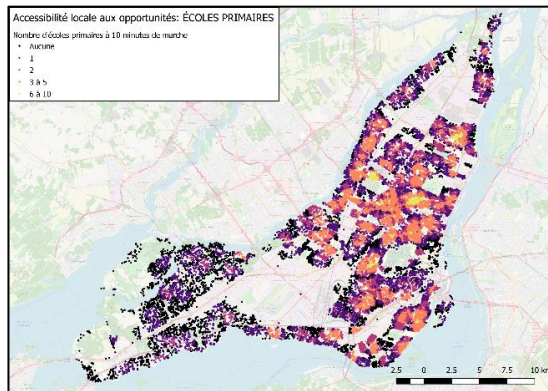 Accessibilité locale aux opportunités: ÉCOLES PRIMAIRES
Nombre d'écoles primaires à 10 minutes de marche
Aucune
1
2
3 à 5
6 à 10
2.5 0 2.5 5 7.5 10 km